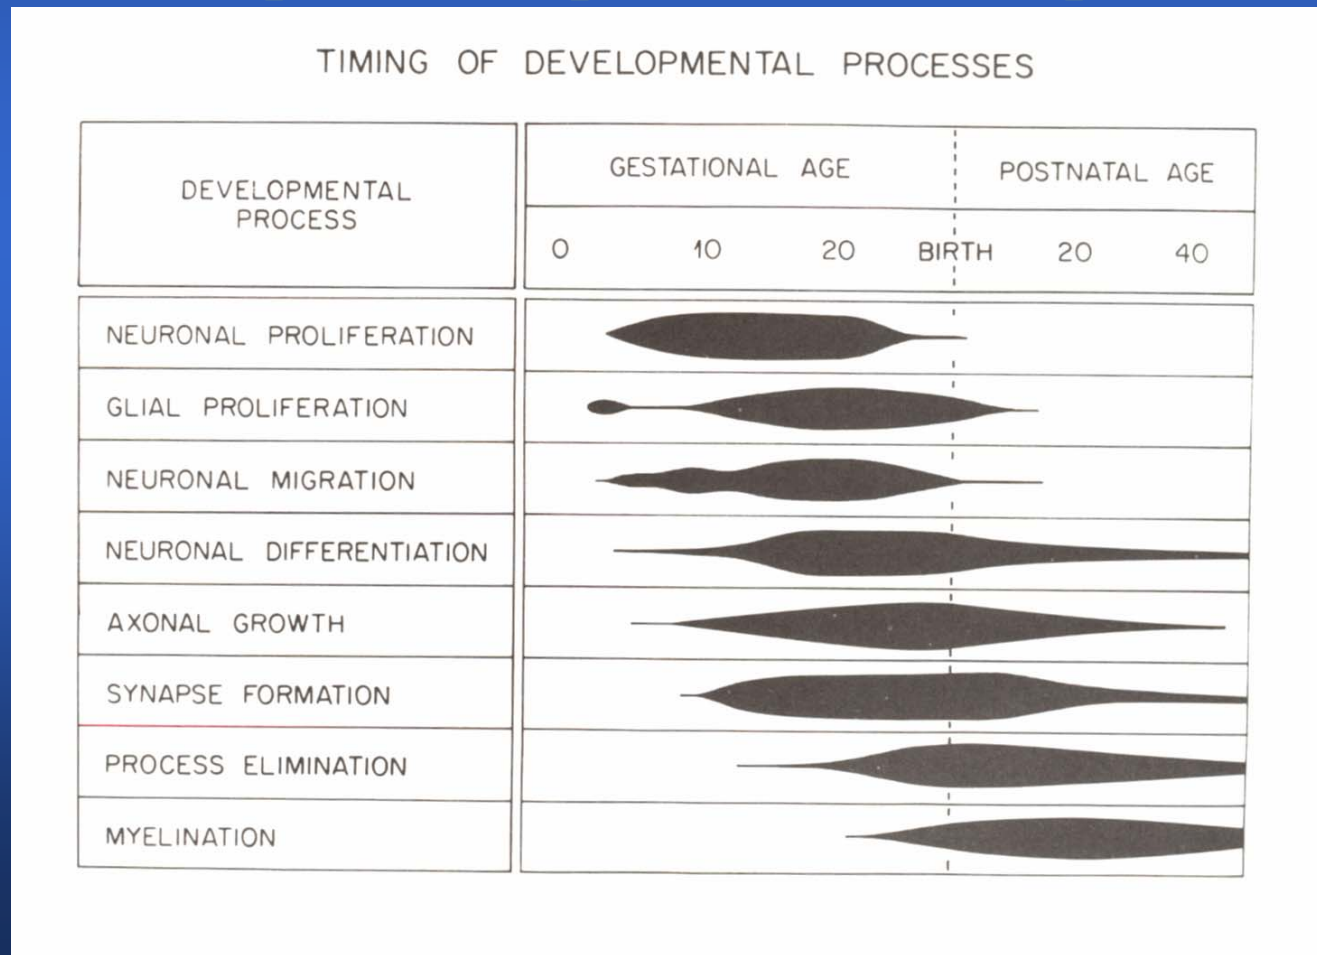 TIMING OF DEVELOPMENTAL PROCESSES
DEVELOPMENTAL
PROCESS
GESTATIONAL AGE POSTNATAL AGE
0 10 20 BIRTH 20 40
NEURONAL PROLIFERATION
GLIAL PROLIFERATION
NEURONAL MIGRATION
NEURONAL DIFFERENTIATION
AXONAL GROWTH
SYNAPSE FORMATION
PROCESS ELIMINATION
MYELINATION